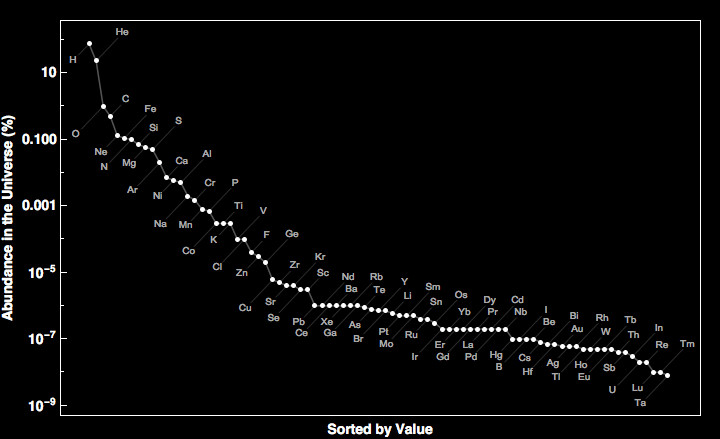 He
H
10
C
Fe
Si
S
O
0.100
Ne
N
Mg
Ca
Al
Ar
Ni
Cr
P
0.001
Na
Mn
Ti
V
Co
K
F
Ge
Cl
Zn
Zr
Kr
Sc
10^-5
Nd
Ba
Rb
Te
Y
Li
Sm
Sn
Os
Yb
Dy
Pr
Cd
Nb
I
Be
Bi
Au
Rh
W
Tb
Th
In
Re
Tm
Cu
Sr
Se
Pb
Ce
Xe
Ga
As
Br
Pt
Mo
Ru
Ir
Er
Gd
La
Pd
Hg
B
Cs
Hf
Ag
Tl
Ho
Eu
Sb
U
Lu
Ta
10^-7
10^-9
Abundance in the Universe (%)
Sorted by Value